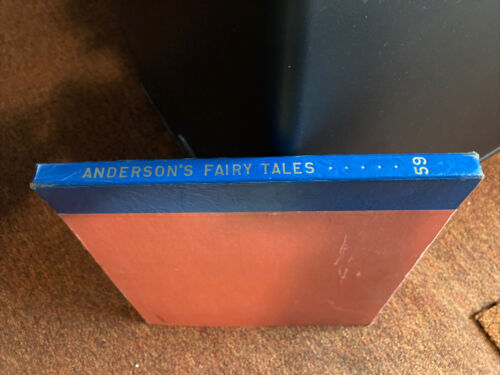 ANDERSON'S FAIRY TALES ..... 59